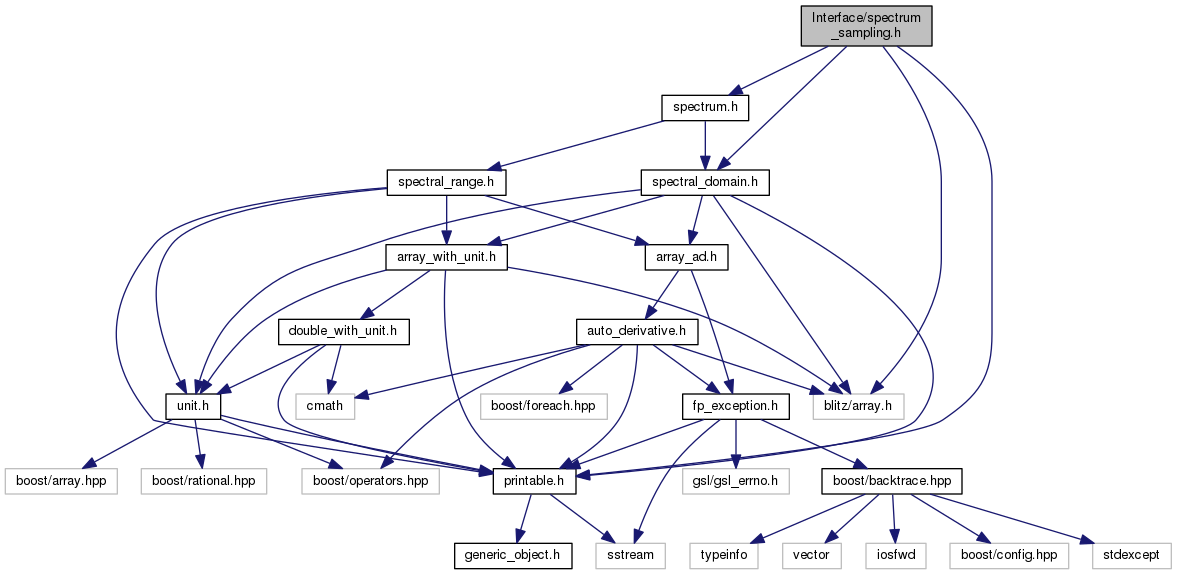 Interface/spectrum
_sampling.h
spectrum.h
spectral_range.h
spectral_domain.h
array_with_unit.h
array_ad.h
double_with_unit.h
auto_derivative.h
unit.h
cmath
boost/foreach.hpp
fp_exception.h
blitz/array.h
boost/array.hpp
boost/rational.hpp
boost/operators.hpp
printable.h
gsl/gsl_errno.h
boost/backtrace.hpp
generic_object.h
sstream
typeinfo
vector
iosfwd
boost/config.hpp
stdexcept